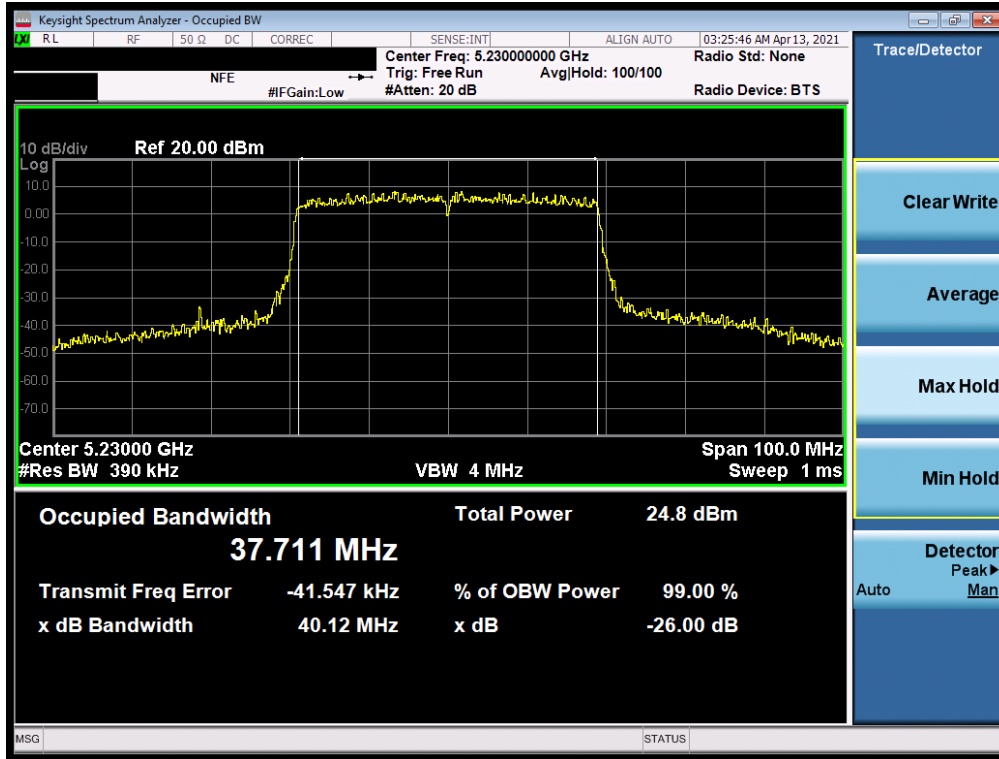 Keysight Spectrum Analyzer - Occupied BW
LXI RL RF 50 Ω DC CORREC SENSE:INT ALIGN AUTO 03:25:46 AM Apr 13, 2021
Center Freq: 5.230000000 GHz Radio Std: None
NFE Trig: Free Run Avg|Hold: 100/100
#IFGain:Low #Atten: 20 dB Radio Device: BTS
10 dB/div Ref 20.00 dBm
Log
10.0
0.00
-10.0
-20.0
-30.0
-40.0
-50.0
-60.0
-70.0
Center 5.23000 GHz Span 100.0 MHz
#Res BW 390 kHz VBW 4 MHz Sweep 1 ms
Occupied Bandwidth Total Power 24.8 dBm
37.711 MHz
Transmit Freq Error -41.547 kHz % of OBW Power 99.00 %
x dB Bandwidth 40.12 MHz x dB -26.00 dB
MSG STATUS
Trace/Detector
Clear Write
Average
Max Hold
Min Hold
Detector
Peak▶
Auto Man